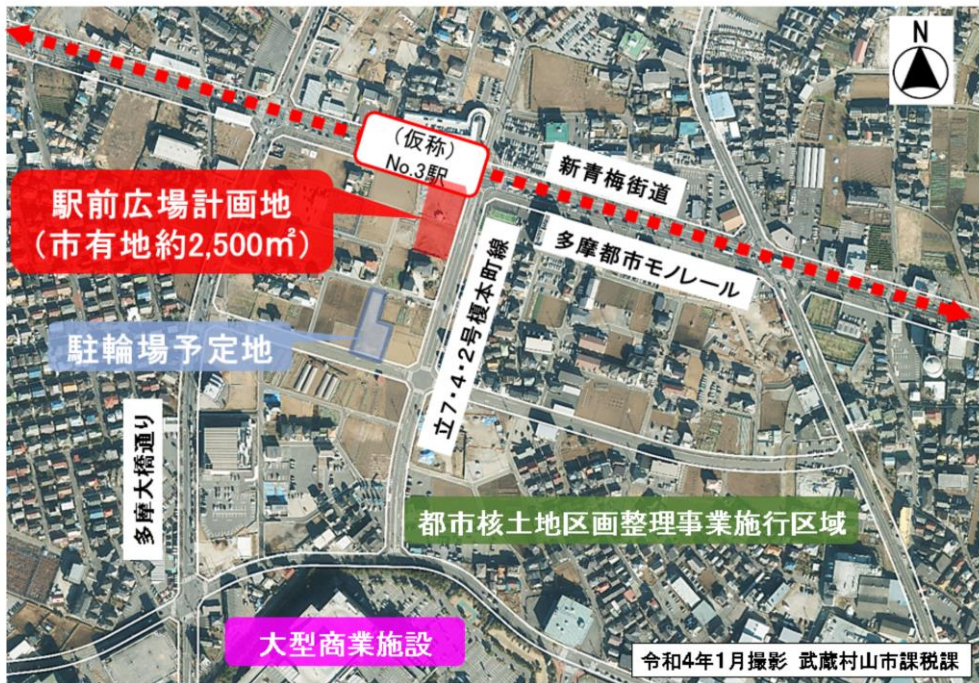 N
(仮称)
No.3駅
新青梅街道
駅前広場計画地
(市有地約2,500㎡)
多摩都市モノレール
立7・4・2号榎本町線
駐輪場予定地
多摩大橋通り
都市核土地区画整理事業施行区域
大型商業施設
令和4年1月撮影 武蔵村山市課税課